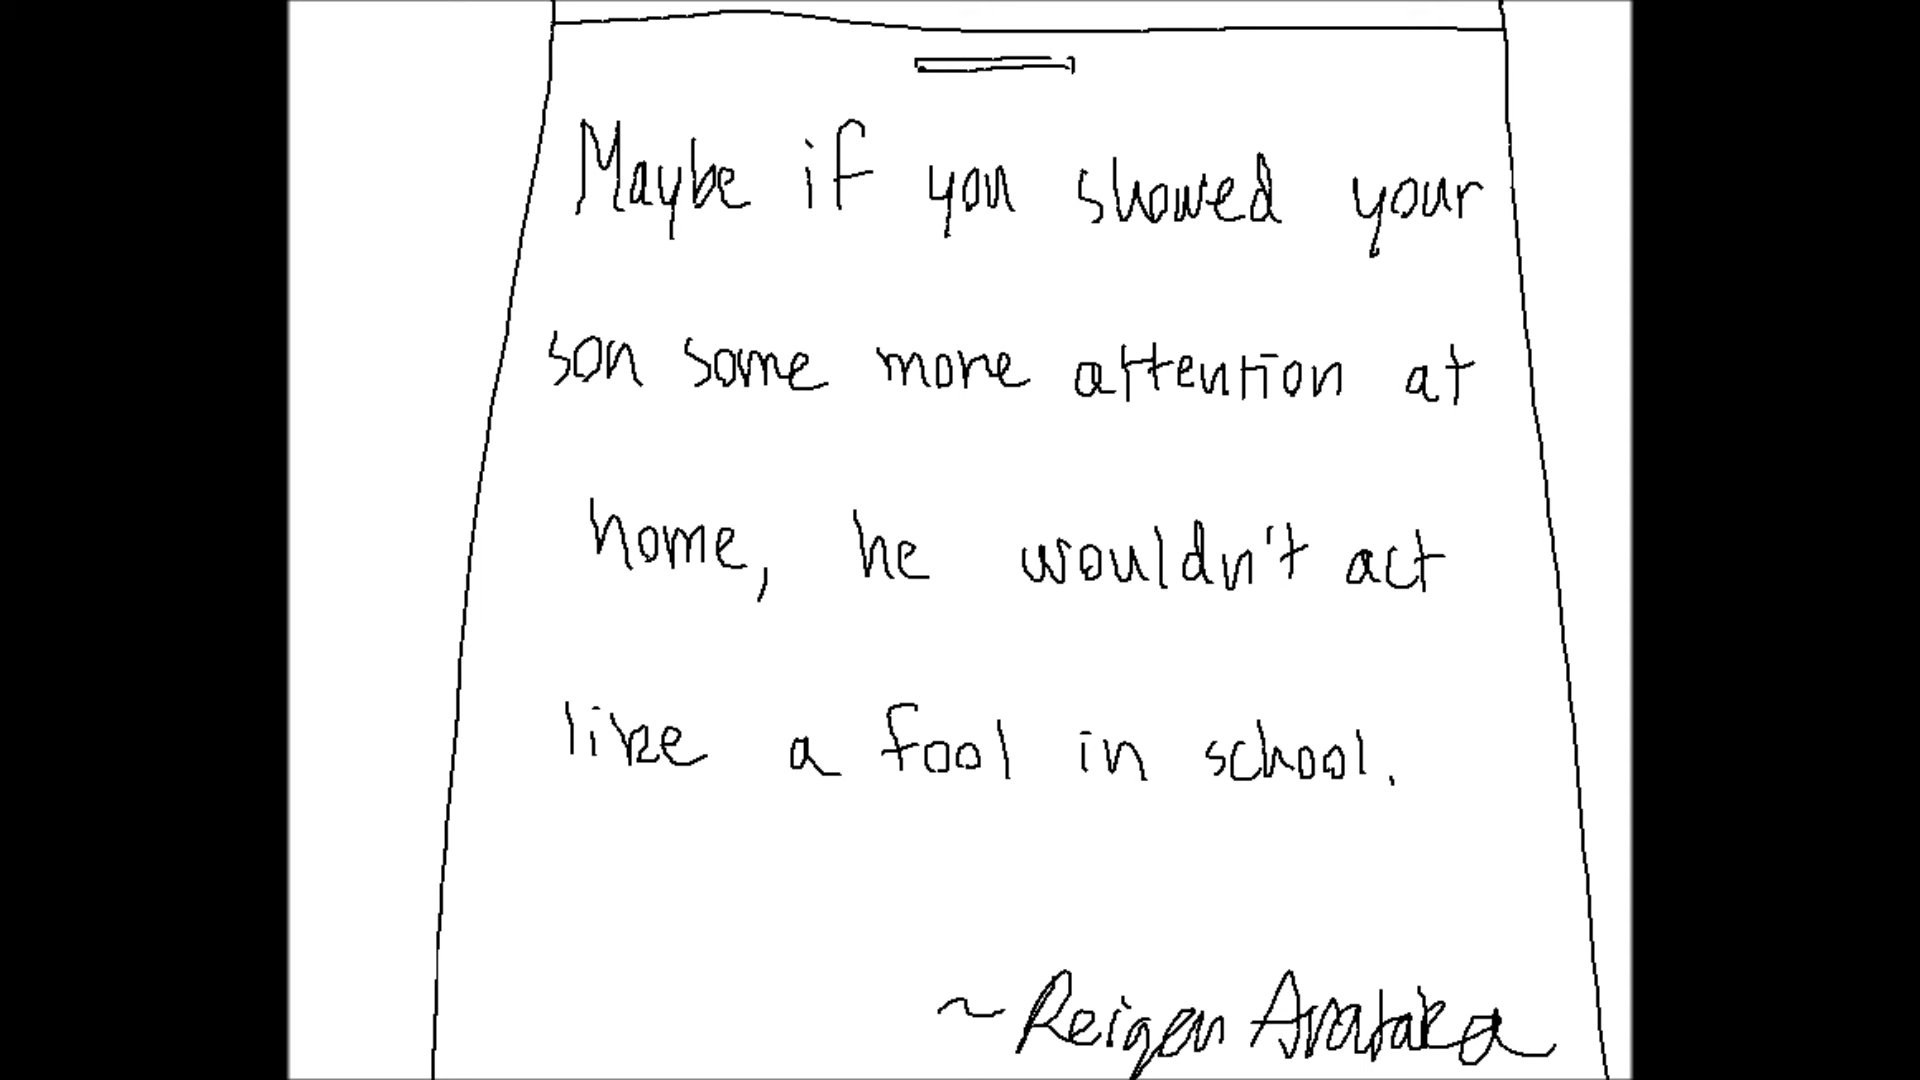 Maybe if you showed your
son some more attention at
home, he wouldn't act
like a fool in school.
~Reigen Arataka